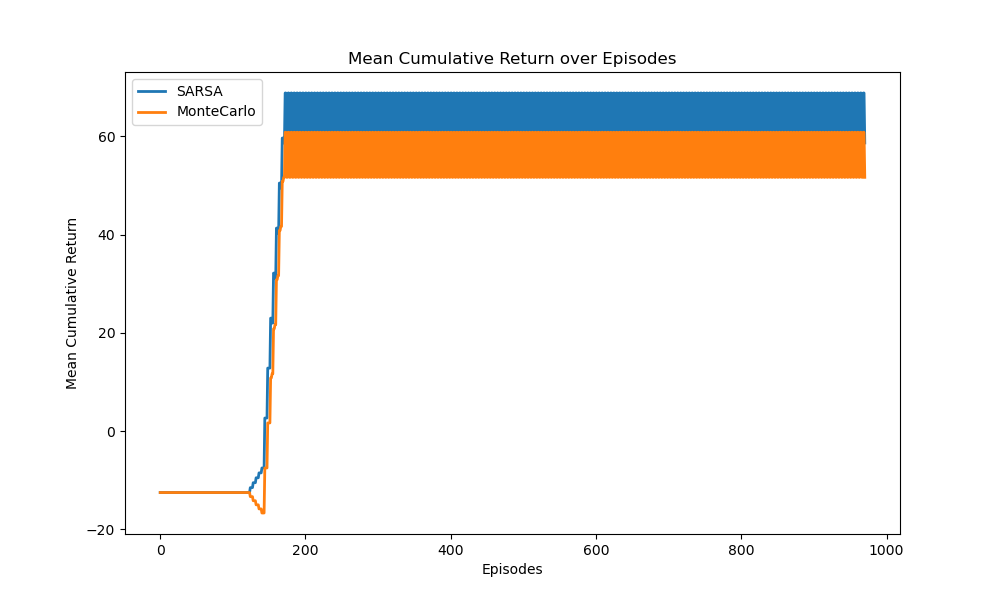 Mean Cumulative Return over Episodes
SARSA
MonteCarlo
Mean Cumulative Return
60
40
20
0
−20
0 200 400 600 800 1000
Episodes